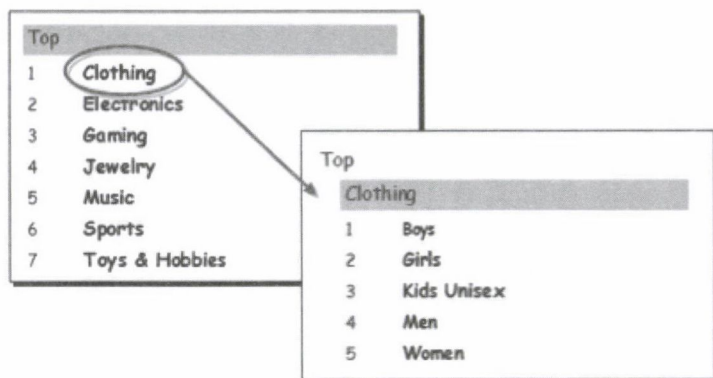 Top
1 Clothing
2 Electronics
3 Gaming
4 Jewelry
5 Music
6 Sports
7 Toys & Hobbies
Top
Clothing
1 Boys
2 Girls
3 Kids Unisex
4 Men
5 Women